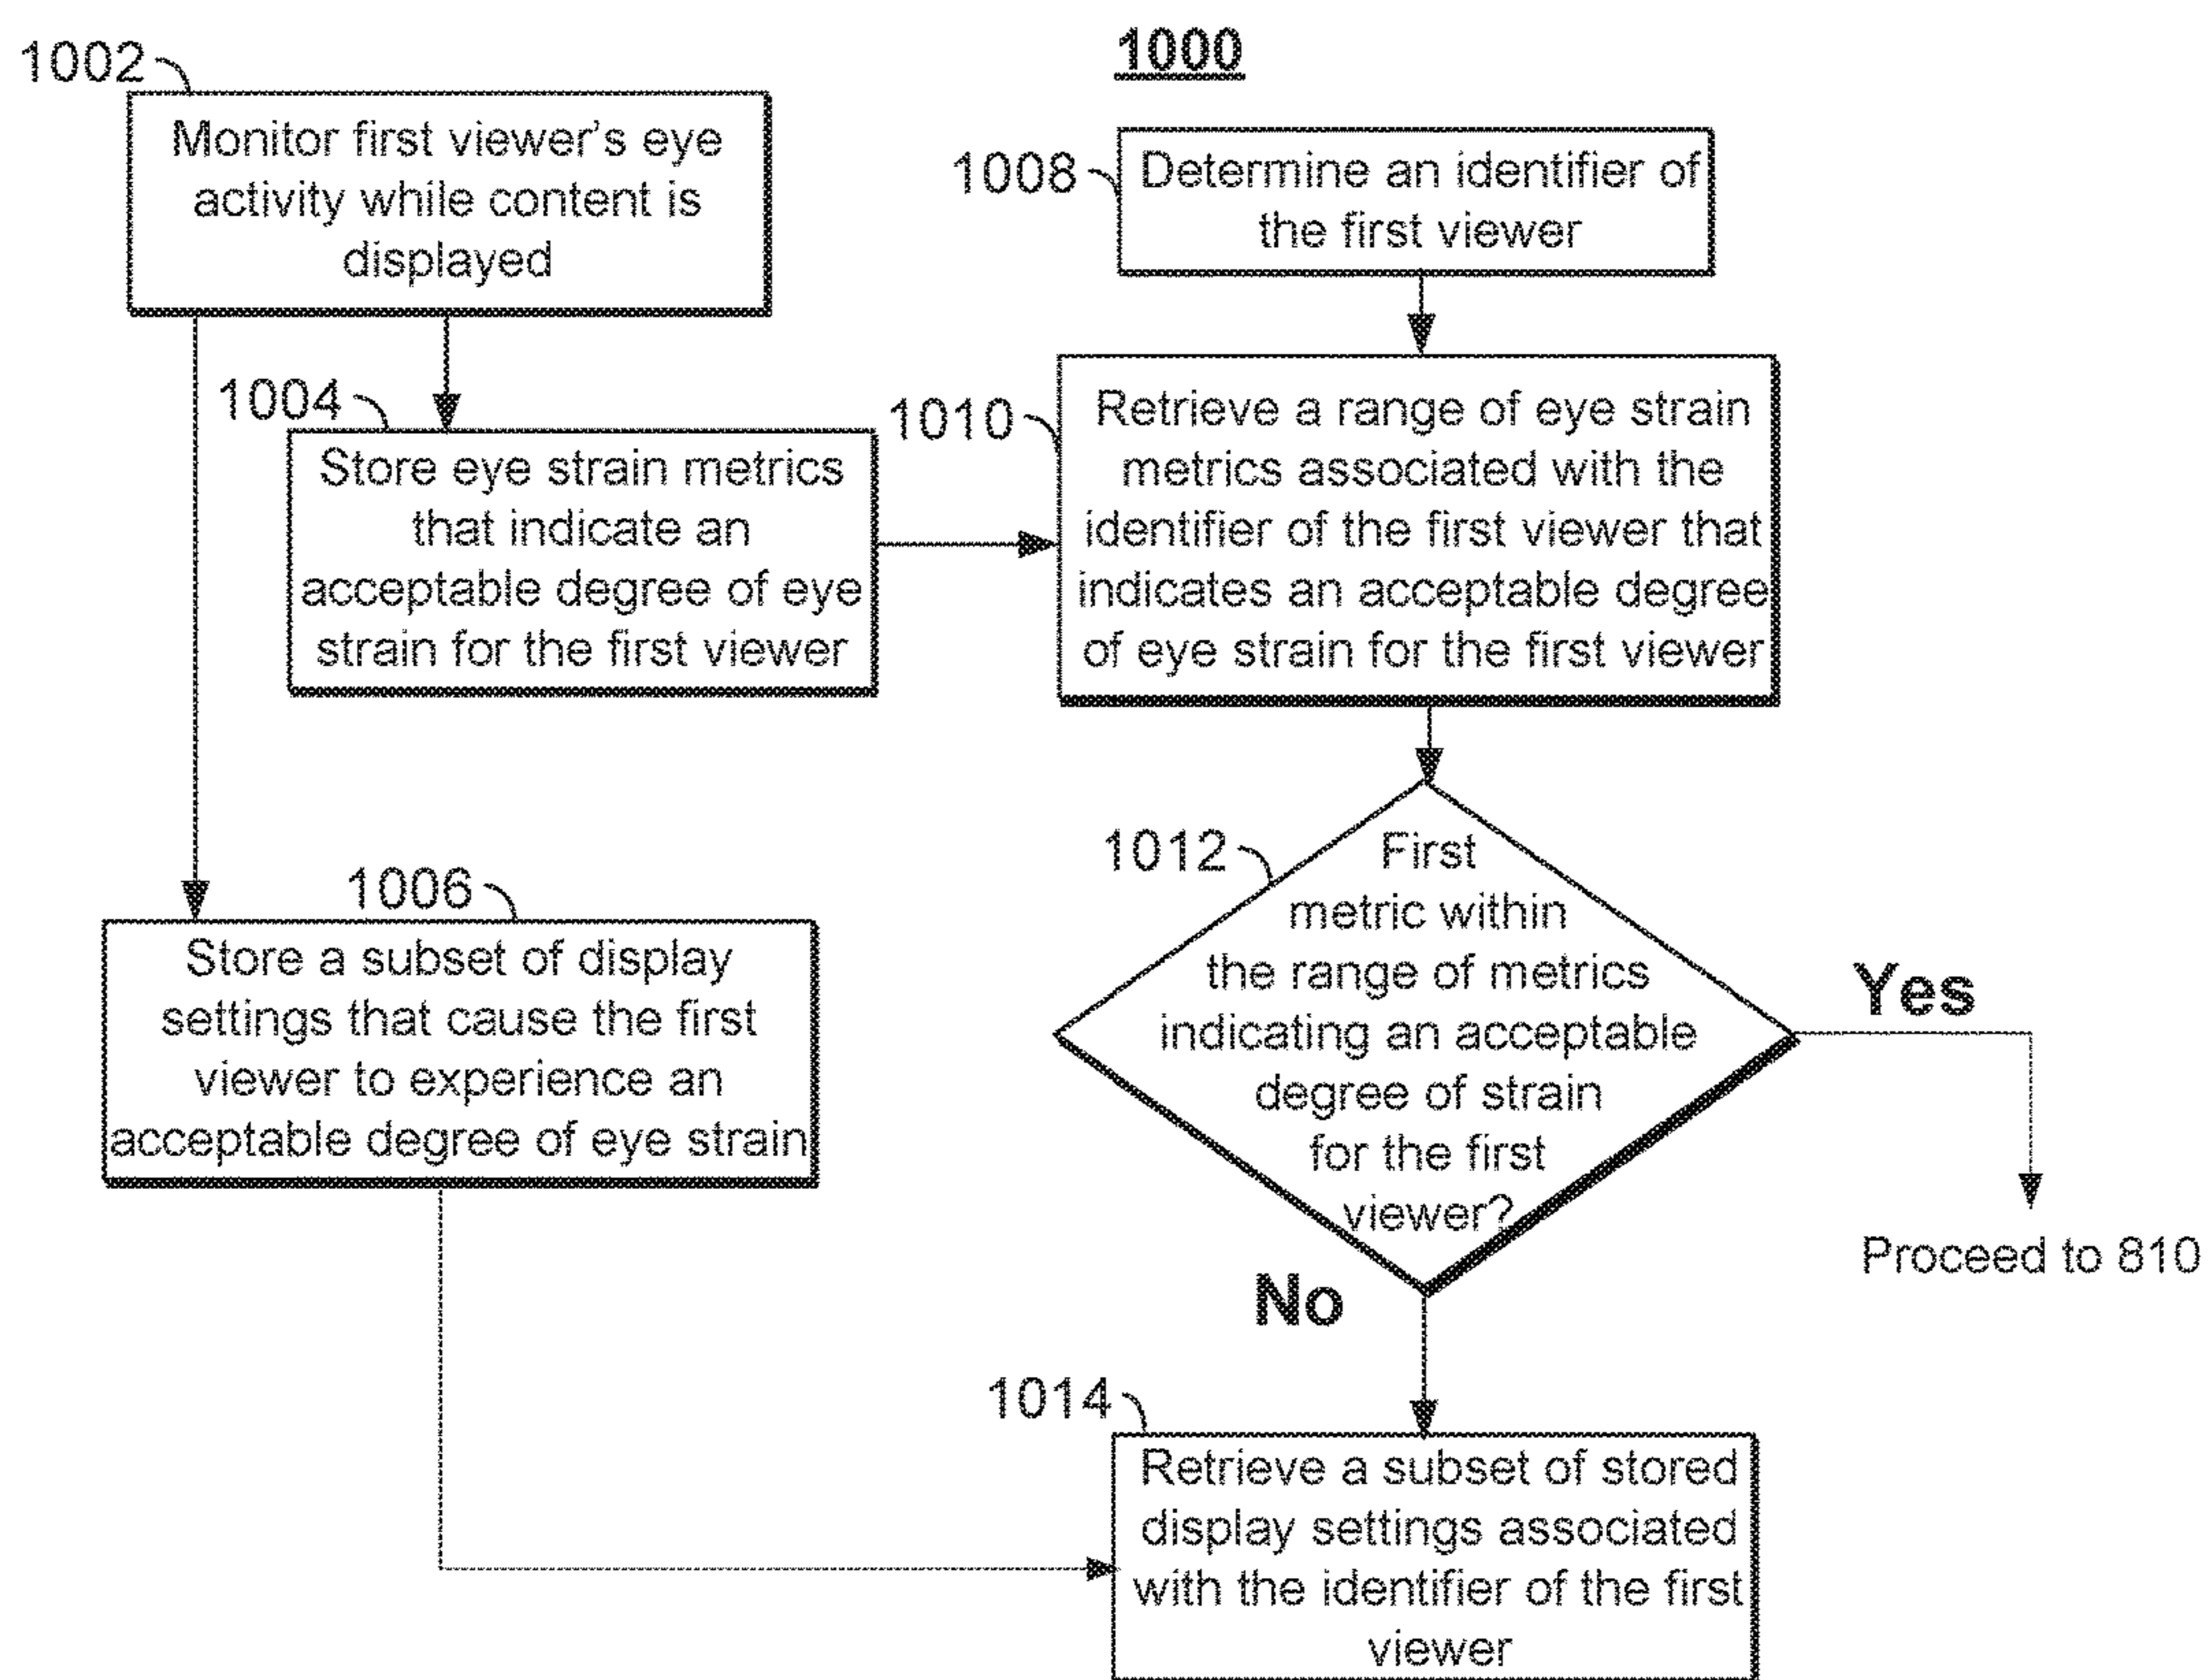 1000
1002
Monitor first viewer's eye
activity while content is
displayed
1004
Store eye strain metrics
that indicate an
acceptable degree of eye
strain for the first viewer
1006
Store a subset of display
settings that cause the first
viewer to experience an
acceptable degree of eye strain
1008
Determine an identifier of
the first viewer
1010
Retrieve a range of eye strain
metrics associated with the
identifier of the first viewer that
indicates an acceptable degree
of eye strain for the first viewer
1012
First
metric within
the range of metrics
indicating an acceptable
degree of strain
for the first
viewer?
Yes
Proceed to 810
No
1014
Retrieve a subset of stored
display settings associated
with the identifier of the first
viewer